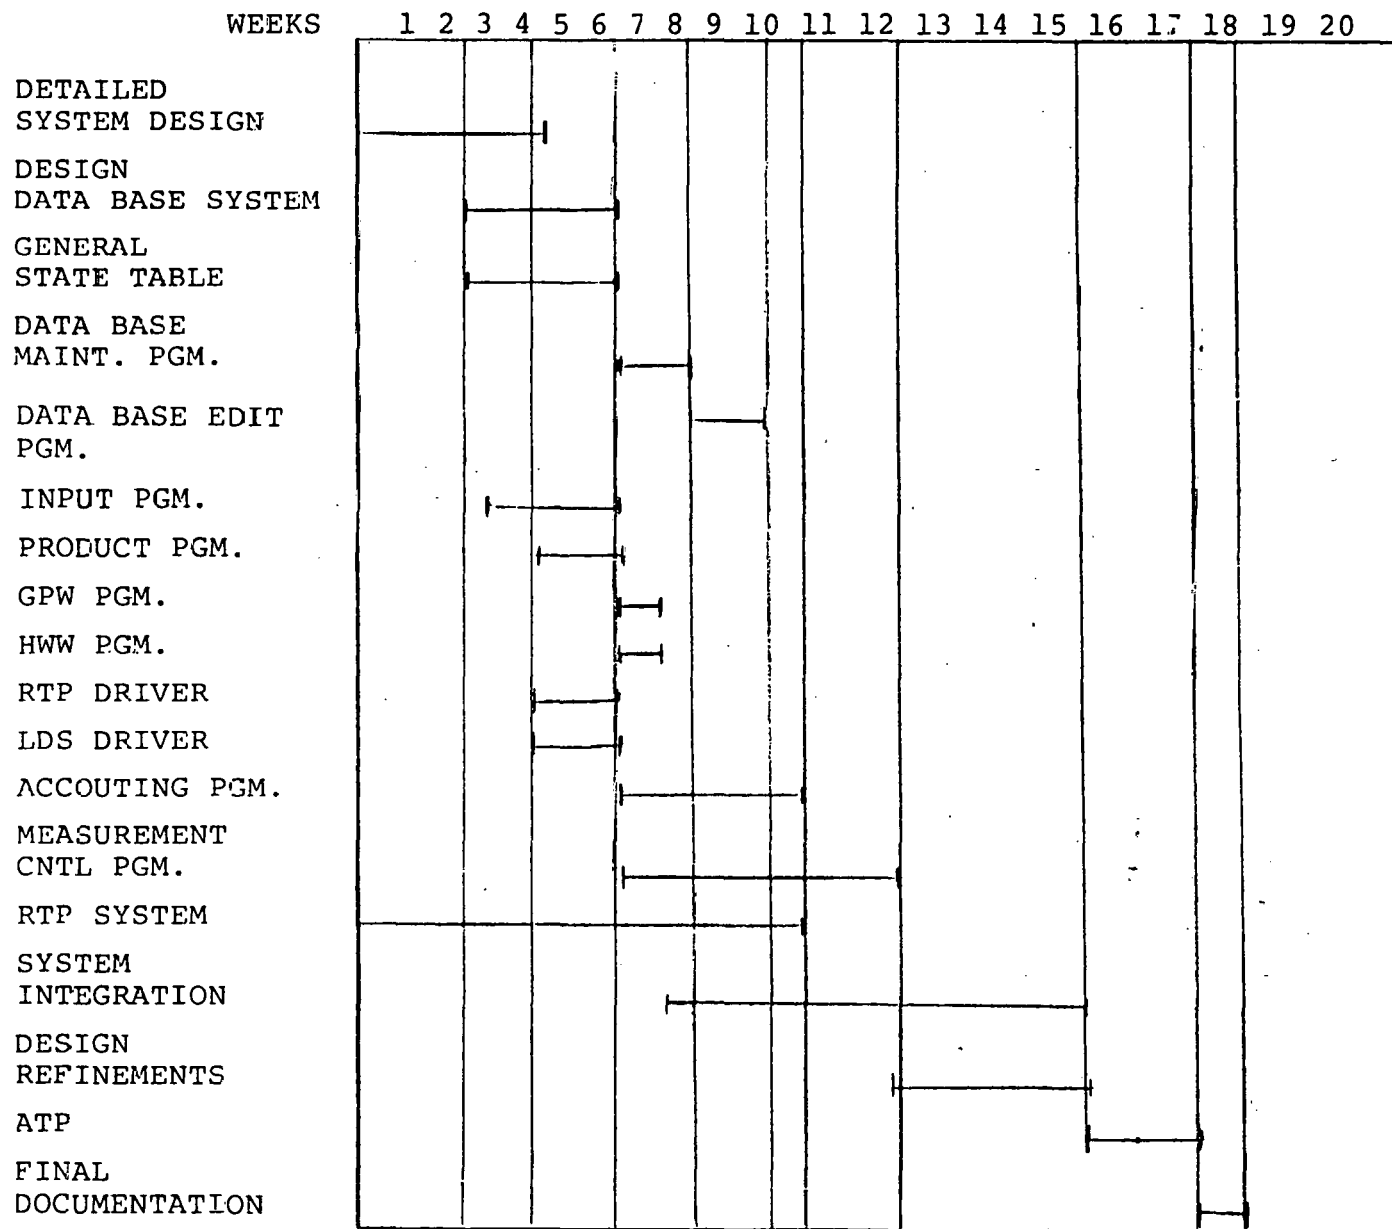 WEEKS 1 2 3 4 5 6 7 8 9 10 11 12 13 14 15 16 17 18 19 20
DETAILED
SYSTEM DESIGN
DESIGN
DATA BASE SYSTEM
GENERAL
STATE TABLE
DATA BASE
MAINT. PGM.
DATA BASE EDIT
PGM.
INPUT PGM.
PRODUCT PGM.
GPW PGM.
HWW PGM.
RTP DRIVER
LDS DRIVER
ACCOUTING PGM.
MEASUREMENT
CNTL PGM.
RTP SYSTEM
SYSTEM
INTEGRATION
DESIGN
REFINEMENTS
ATP
FINAL
DOCUMENTATION